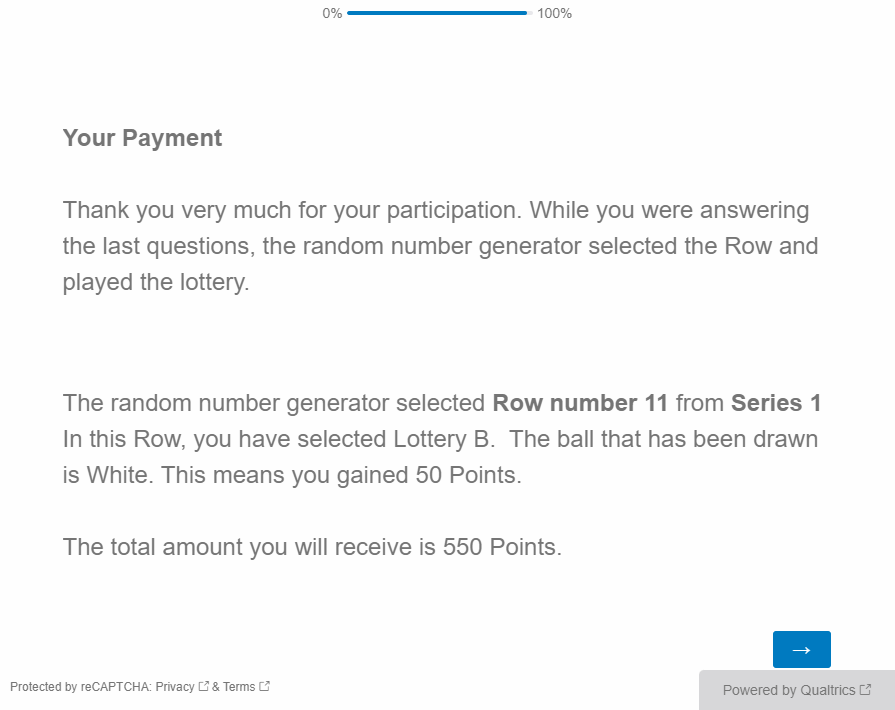 0% 100%
Your Payment
Thank you very much for your participation. While you were answering
the last questions, the random number generator selected the Row and
played the lottery.
The random number generator selected Row number 11 from Series 1
In this Row, you have selected Lottery B.  The ball that has been drawn
is White. This means you gained 50 Points.
The total amount you will receive is 550 Points.
→
Protected by reCAPTCHA: Privacy & Terms
Powered by Qualtrics